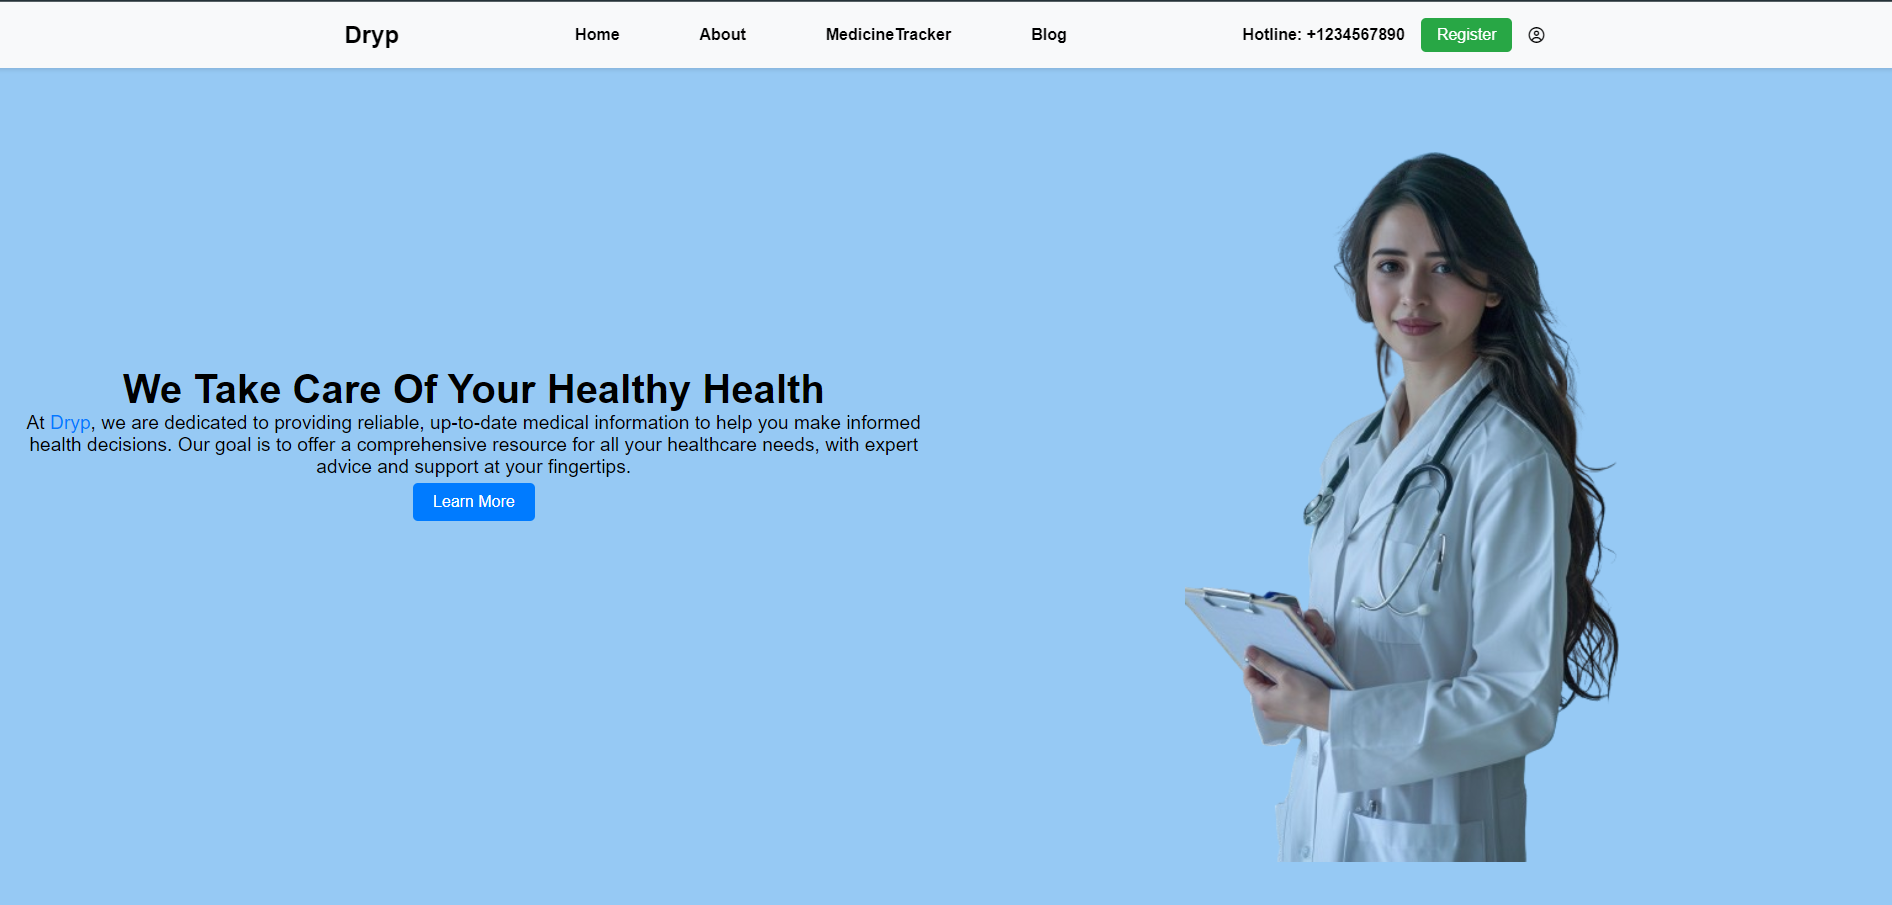 Dryp Home About MedicineTracker Blog Hotline: +1234567890 Register
We Take Care Of Your Healthy Health
At Dryp, we are dedicated to providing reliable, up-to-date medical information to help you make informed
health decisions. Our goal is to offer a comprehensive resource for all your healthcare needs, with expert
advice and support at your fingertips.
Learn More